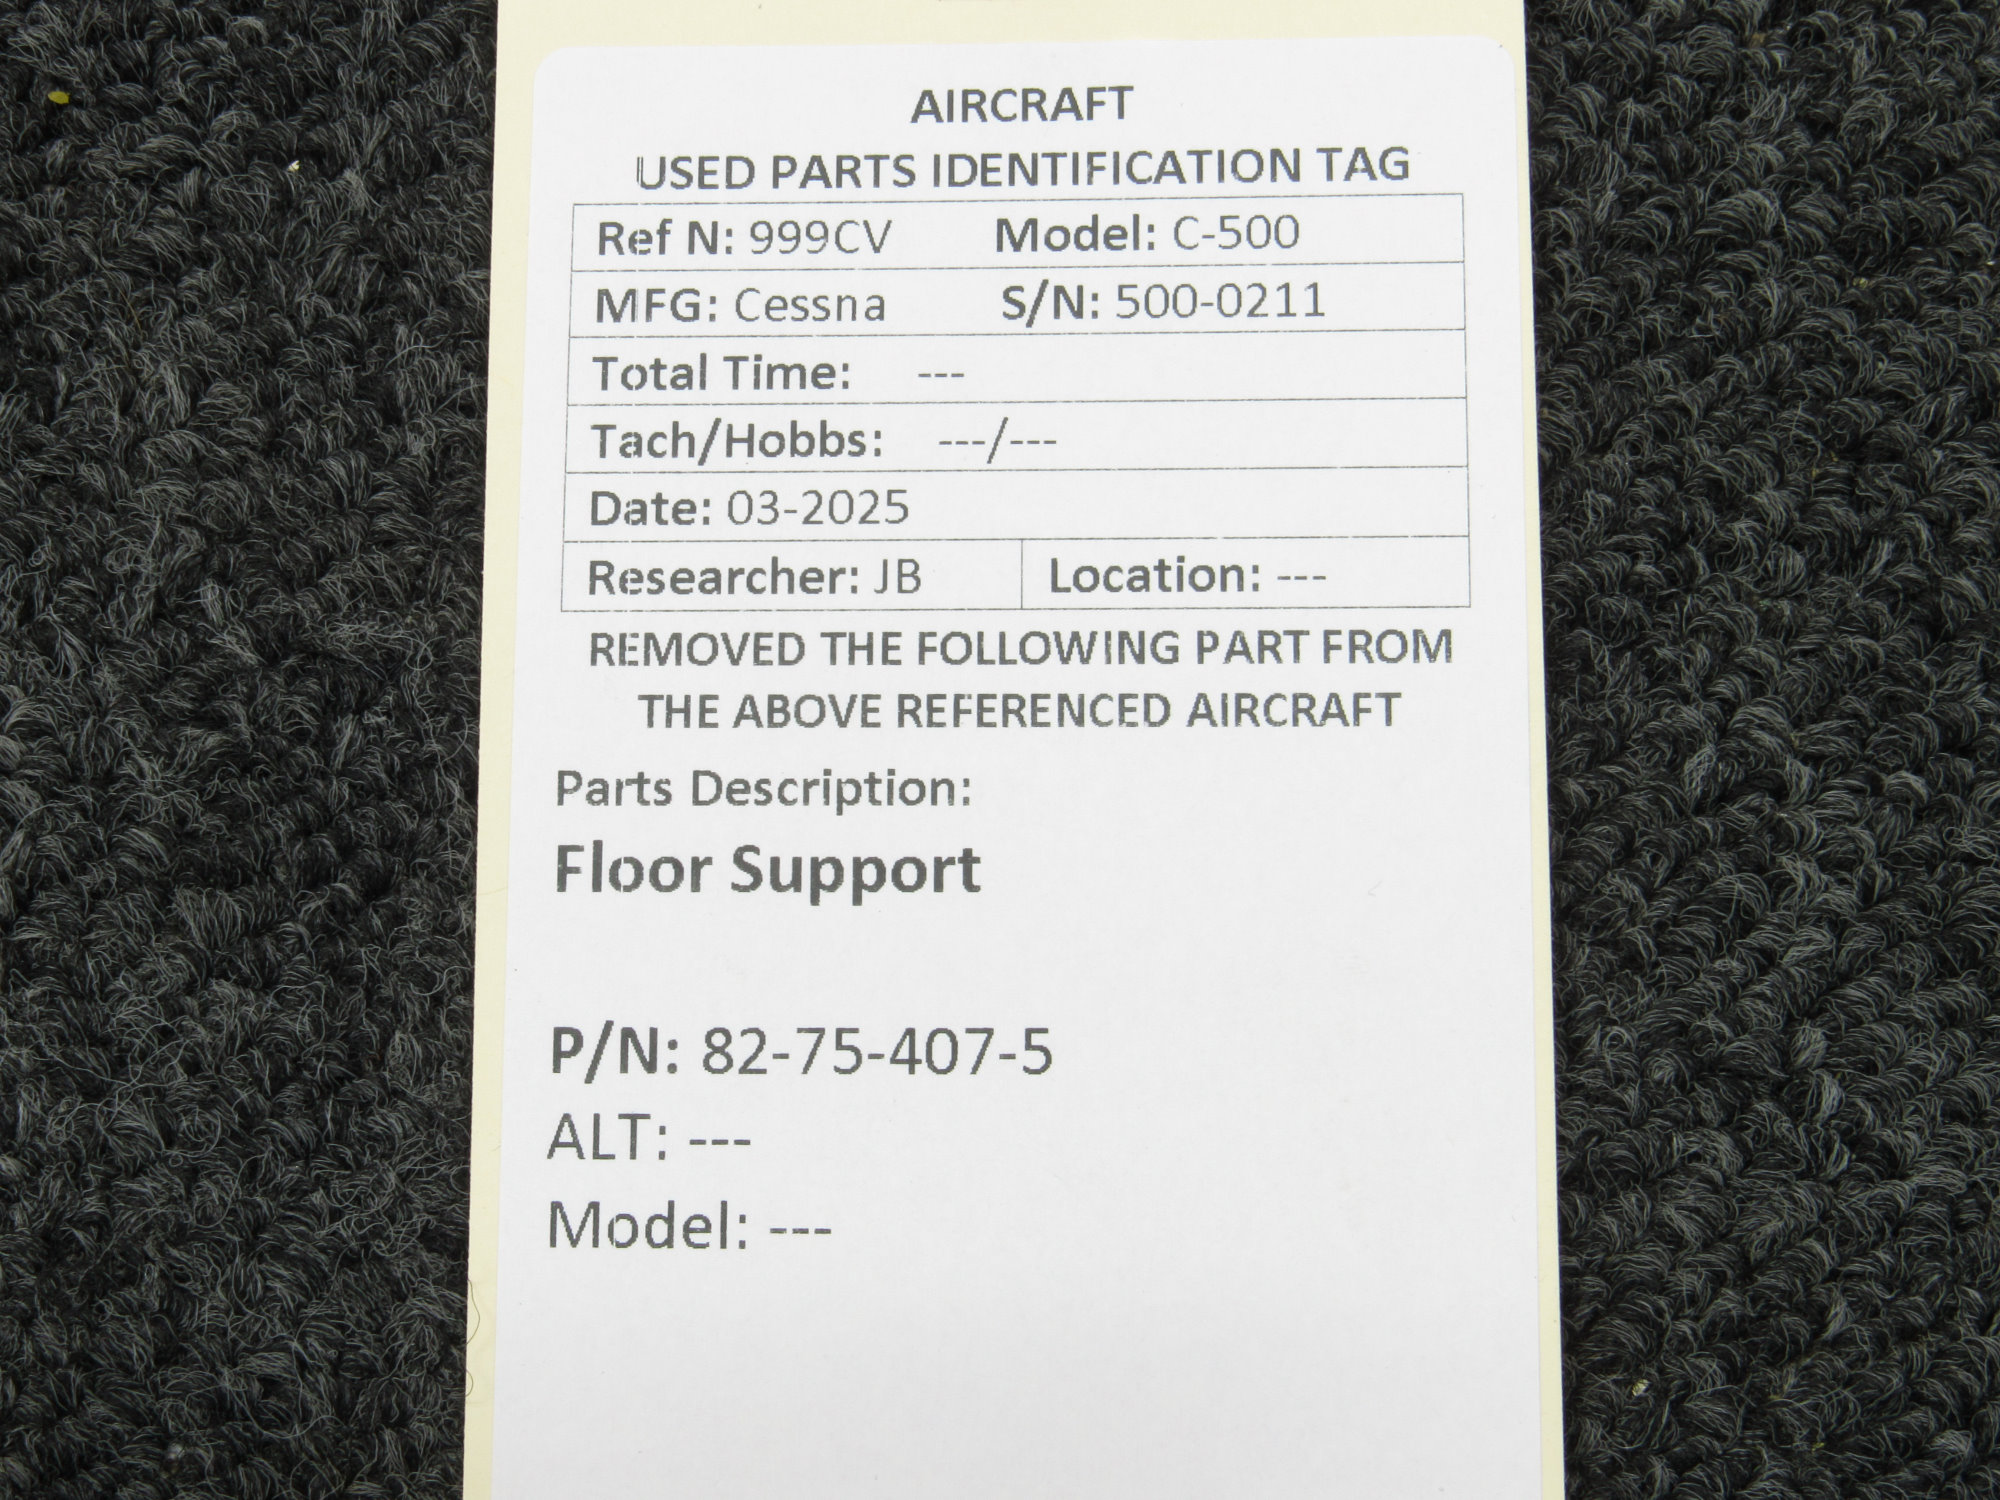 AIRCRAFT
USED PARTS IDENTIFICATION TAG
Ref N: 999CV Model: C-500
MFG: Cessna S/N: 500-0211
Total Time: ---
Tach/Hobbs: ---/---
Date: 03-2025
Researcher: JB Location: ---
REMOVED THE FOLLOWING PART FROM
THE ABOVE REFERENCED AIRCRAFT
Parts Description:
Floor Support
P/N: 82-75-407-5
ALT: ---
Model: ---